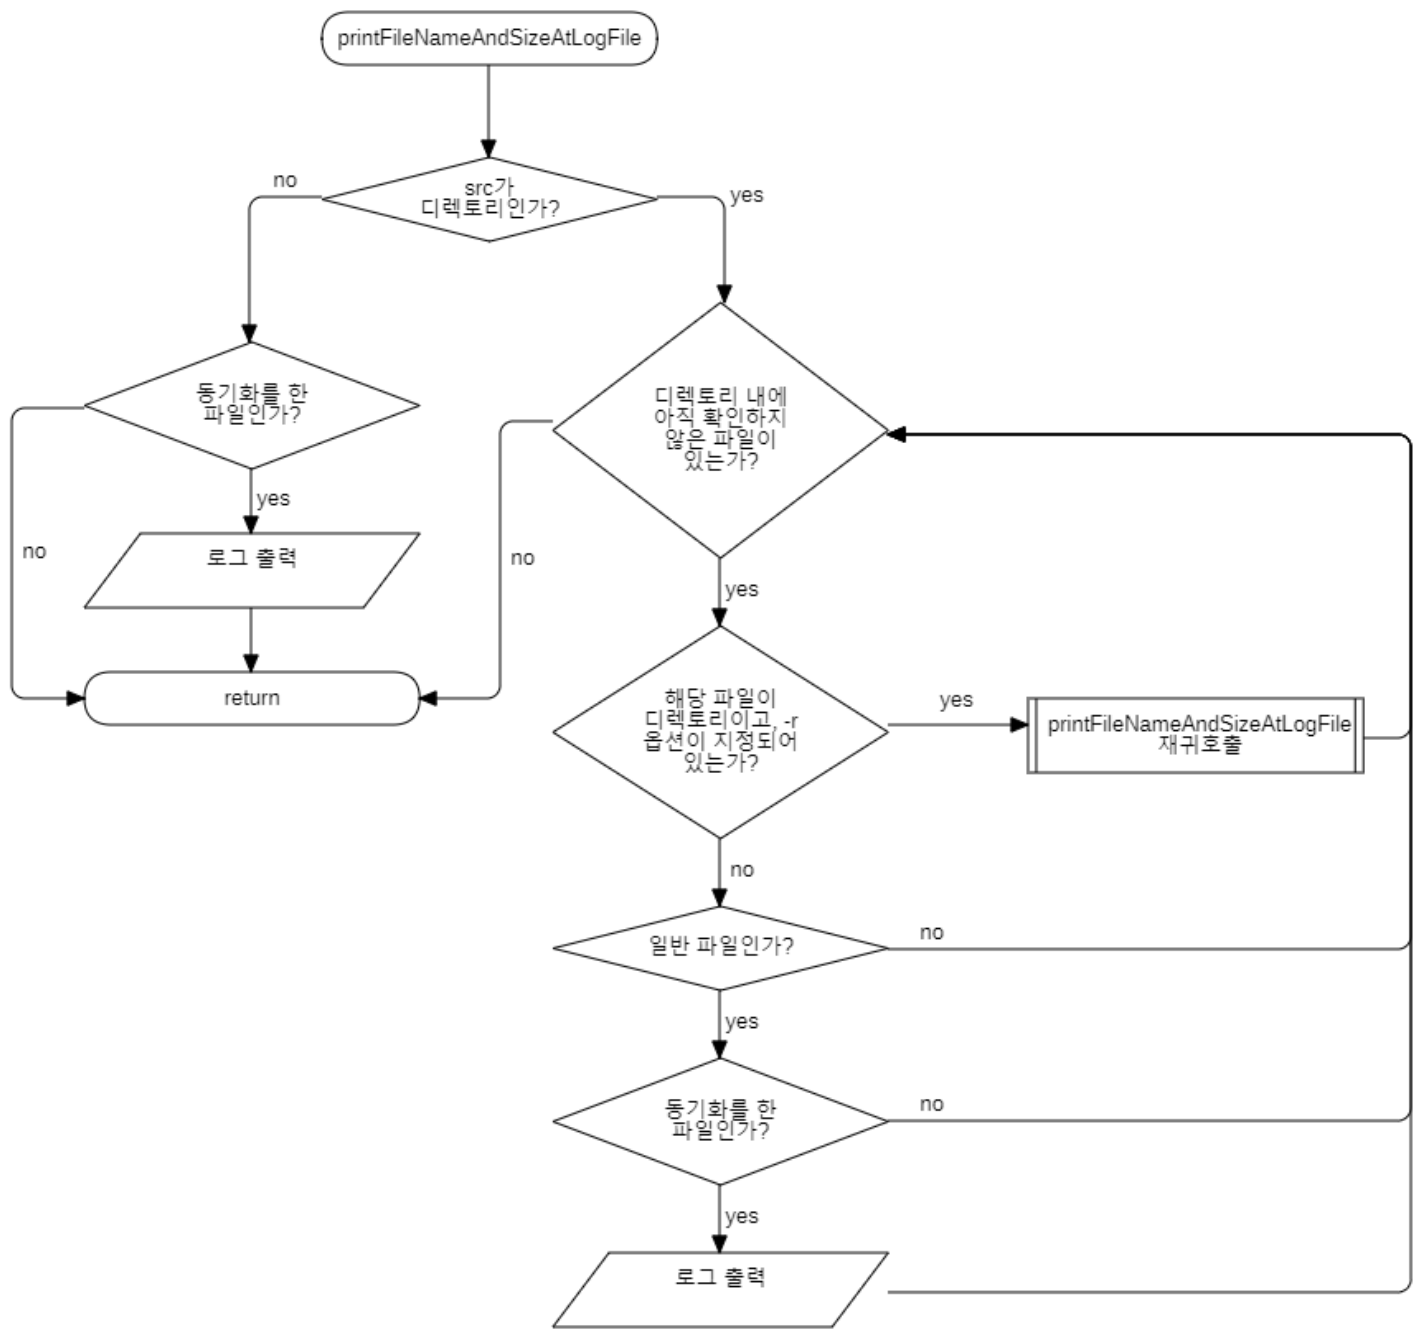 printFileNameAndSizeAtLogFile
no
src가
디렉토리인가?
yes
동기화를 한
파일인가?
yes
no
로그 출력
return
디렉토리 내에
아직 확인하지
않은 파일이
있는가?
no
yes
해당 파일이
디렉토리이고, -r
옵션이 지정되어
있는가?
yes
printFileNameAndSizeAtLogFile
재귀호출
no
일반 파일인가?
no
yes
동기화를 한
파일인가?
no
yes
로그 출력